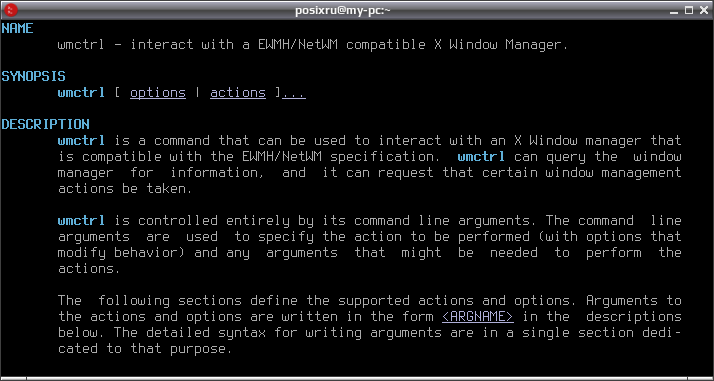 posixru@my-pc:~
NAME
wmctrl - interact with a EWMH/NetWM compatible X Window Manager.
SYNOPSIS
wmctrl [ options | actions ]...
DESCRIPTION
wmctrl is a command that can be used to interact with an X Window manager that
is compatible with the EWMH/NetWM specification.  wmctrl can query the  window
manager  for  information,  and  it can request that certain window management
actions be taken.
wmctrl is controlled entirely by its command line arguments. The command  line
arguments  are  used  to specify the action to be performed (with options that
modify behavior) and any  arguments  that  might  be  needed  to  perform  the
actions.
The  following sections define the supported actions and options. Arguments to
the actions and options are written in the form <ARGNAME> in the  descriptions
below. The detailed syntax for writing arguments are in a single section dedi-
cated to that purpose.